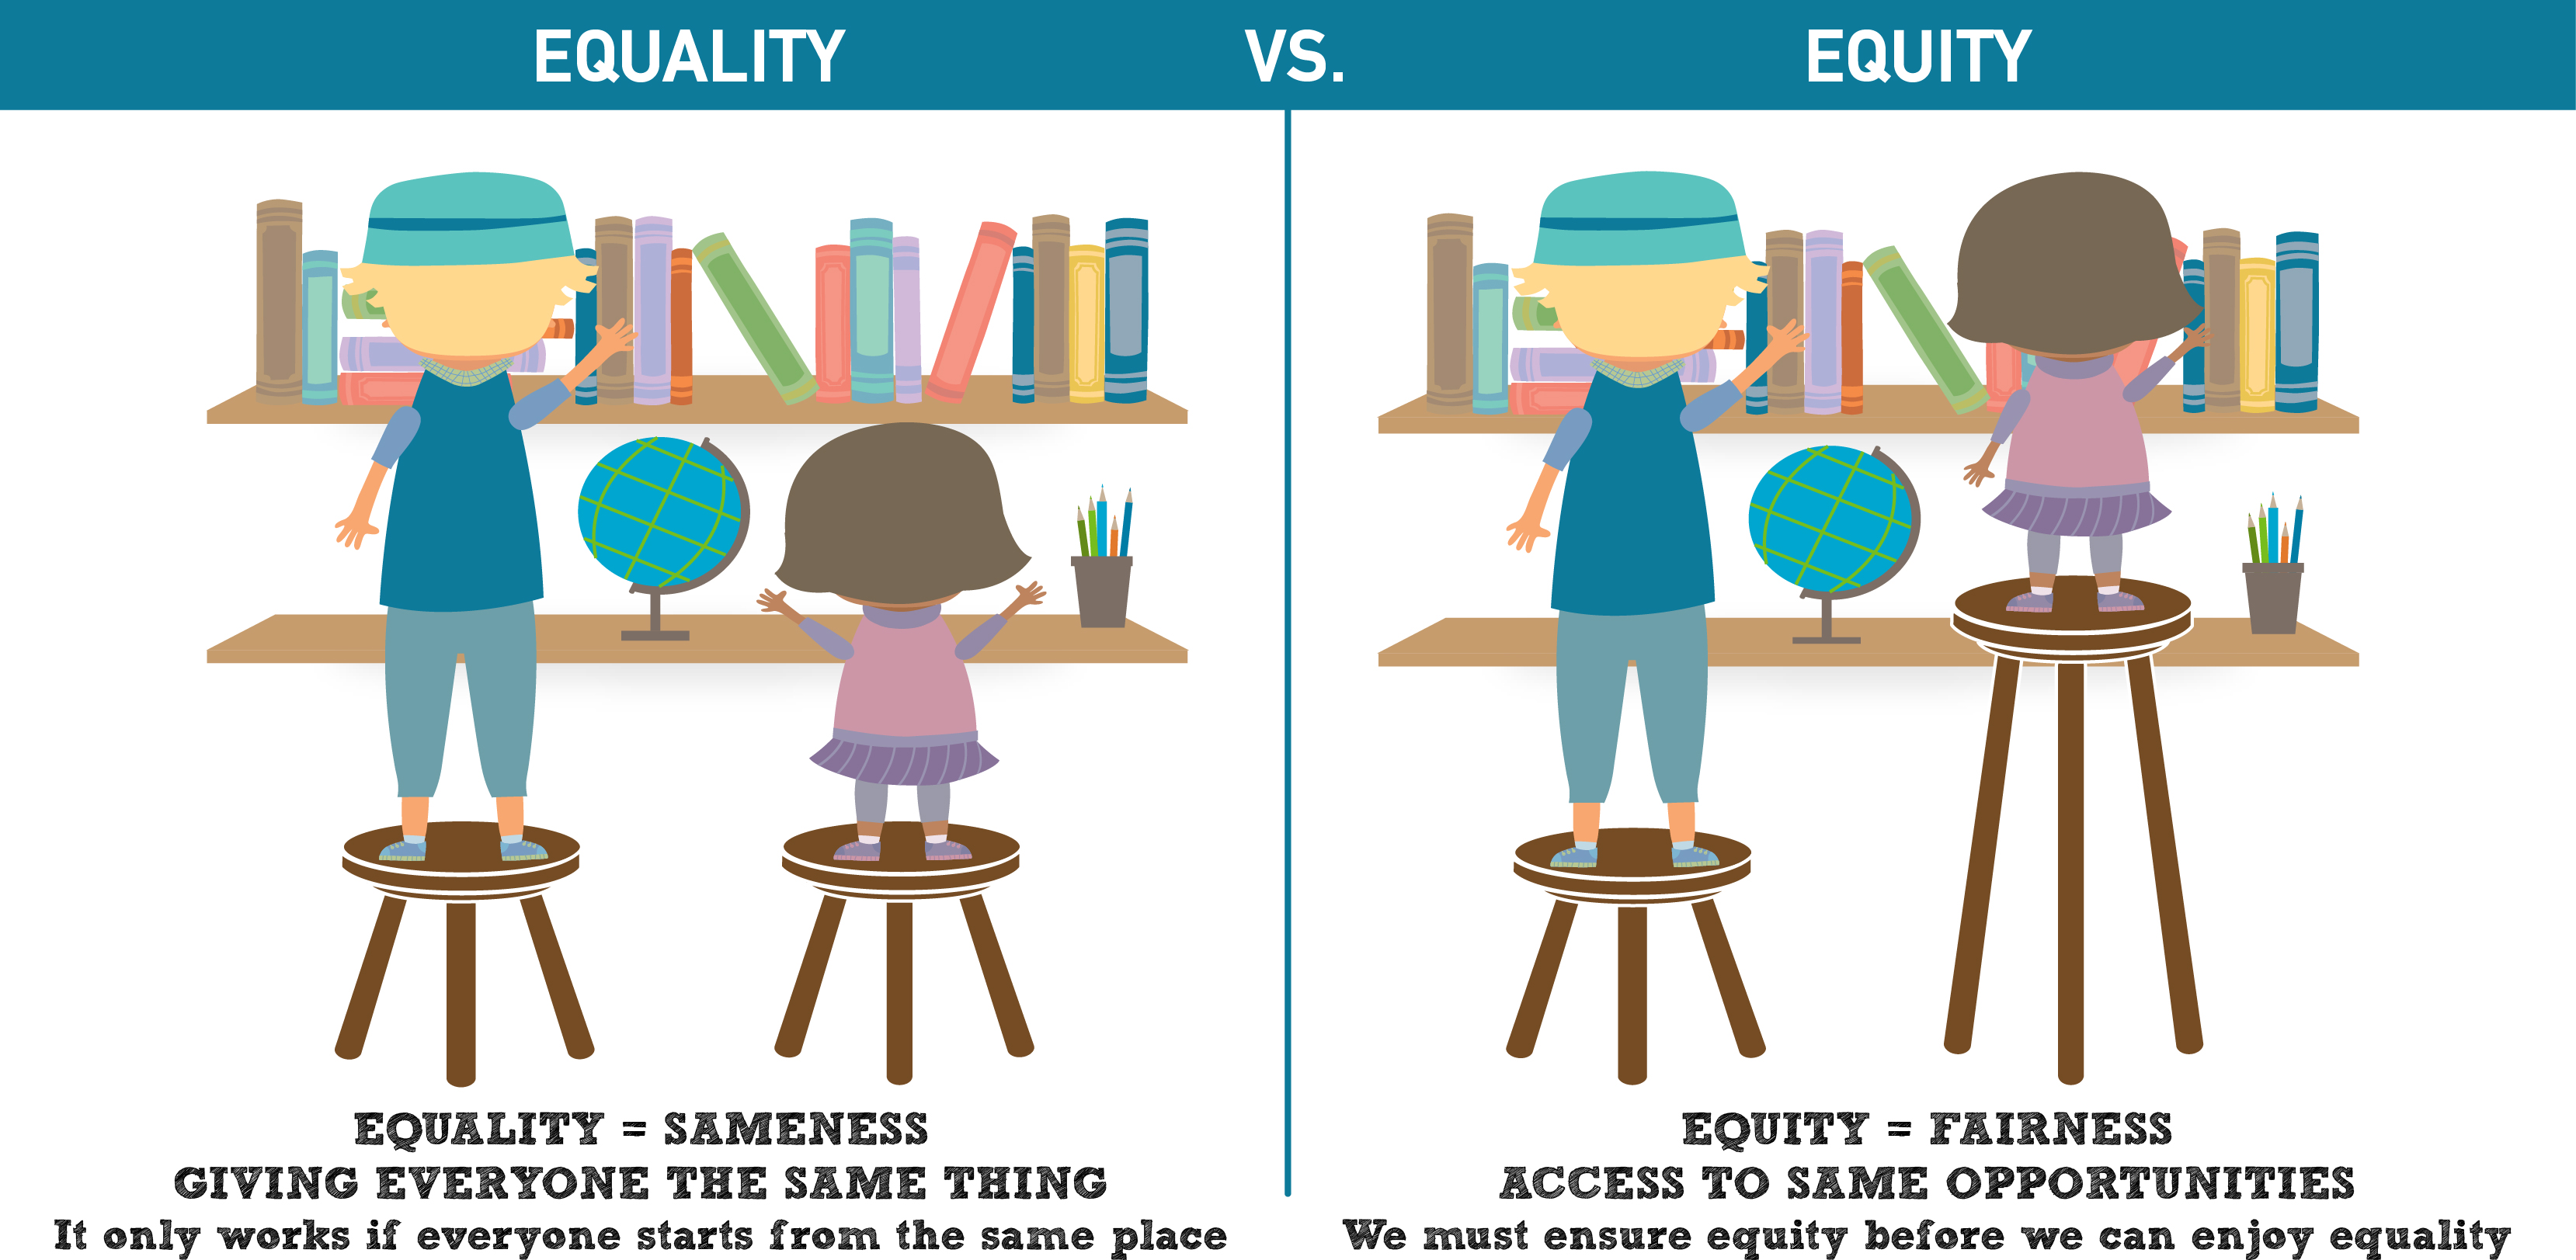 EQUALITY VS. EQUITY
EQUALITY = SAMENESS
GIVING EVERYONE THE SAME THING
It only works if everyone starts from the same place
EQUITY = FAIRNESS
ACCESS TO SAME OPPORTUNITIES
We must ensure equity before we can enjoy equality